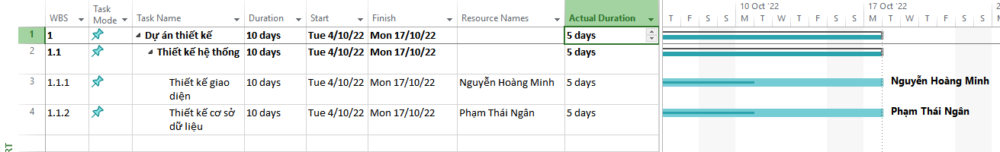 WBS Task Mode Task Name Duration Start Finish Resource Names Actual Duration
10 Oct '22 17 Oct '22 2
T F S S M T W T F S S M T W T F S S M
1 1 Dự án thiết kế 10 days Tue 4/10/22 Mon 17/10/22 5 days
2 1.1 Thiết kế hệ thống 10 days Tue 4/10/22 Mon 17/10/22 5 days
3 1.1.1 Thiết kế giao diện 10 days Tue 4/10/22 Mon 17/10/22 Nguyễn Hoàng Minh 5 days Nguyễn Hoàng Minh
4 1.1.2 Thiết kế cơ sở dữ liệu 10 days Tue 4/10/22 Mon 17/10/22 Phạm Thái Ngân 5 days Phạm Thái Ngân
RT